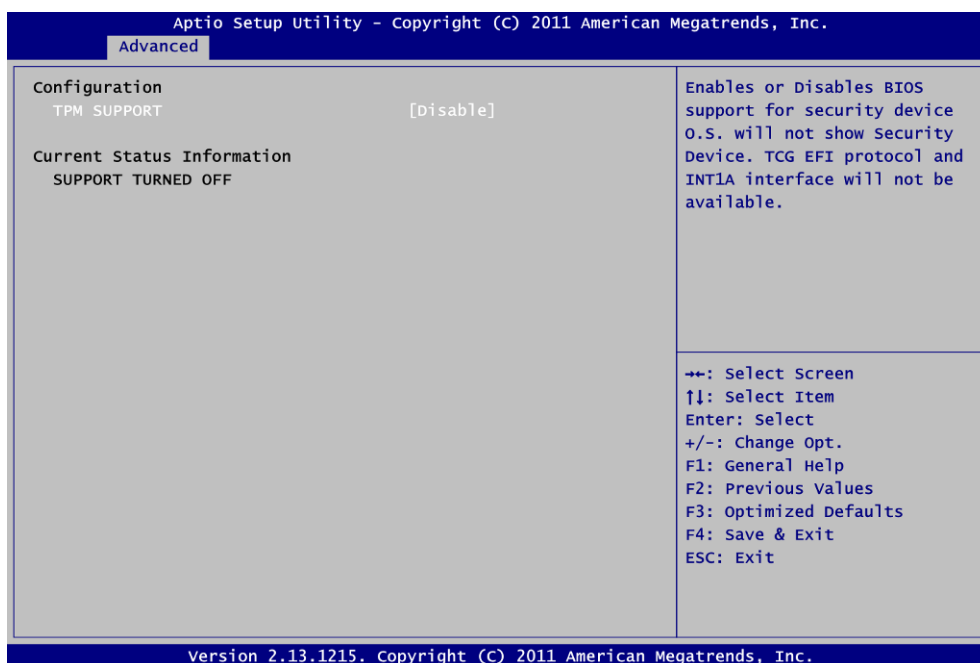 Aptio Setup Utility – Copyright (C) 2011 American Megatrends, Inc.
Advanced
Configuration
TPM SUPPORT [Disable]
Current Status Information
SUPPORT TURNED OFF
Enables or Disables BIOS
support for security device
O.S. will not show Security
Device. TCG EFI protocol and
INT1A interface will not be
available.
→←: Select Screen
↑↓: Select Item
Enter: Select
+/-: Change Opt.
F1: General Help
F2: Previous Values
F3: Optimized Defaults
F4: Save & Exit
ESC: Exit
Version 2.13.1215. Copyright (C) 2011 American Megatrends, Inc.